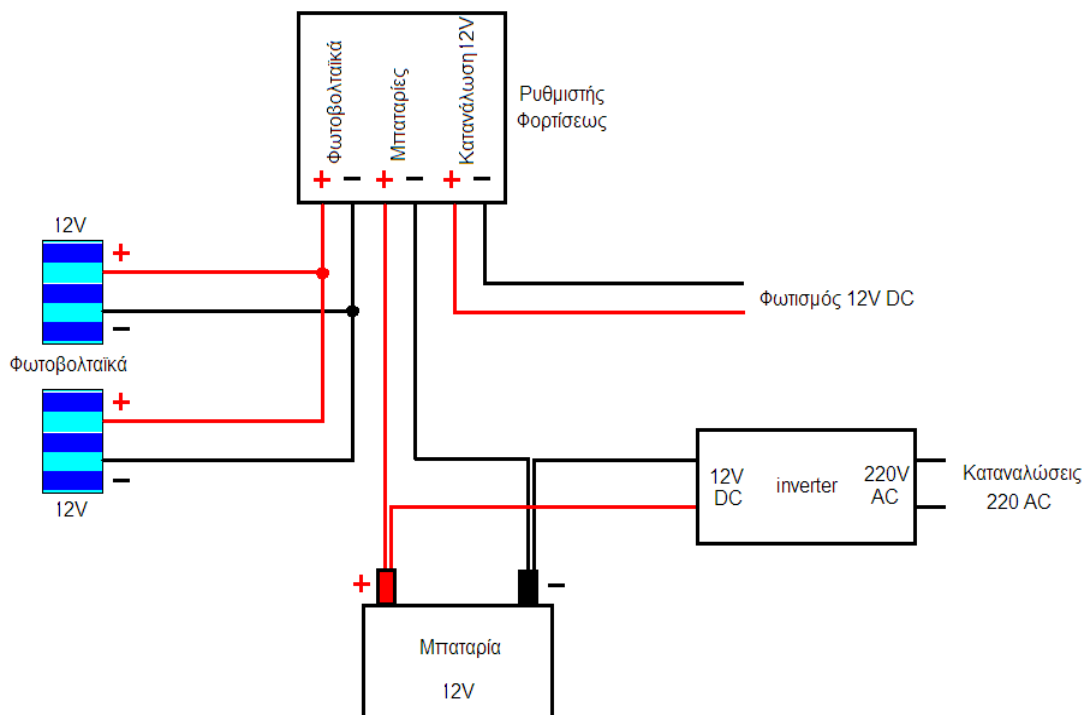 Φωτοβολταϊκά
Μπαταρίες
Κατανάλωση12V
+ − + − + −
Ρυθμιστής
Φορτίσεως
12V
+
−
Φωτοβολταϊκά
+
−
12V
Φωτισμός 12V DC
12V
DC
inverter
220V
AC
Καταναλώσεις
220 AC
+
−
Μπαταρία
12V